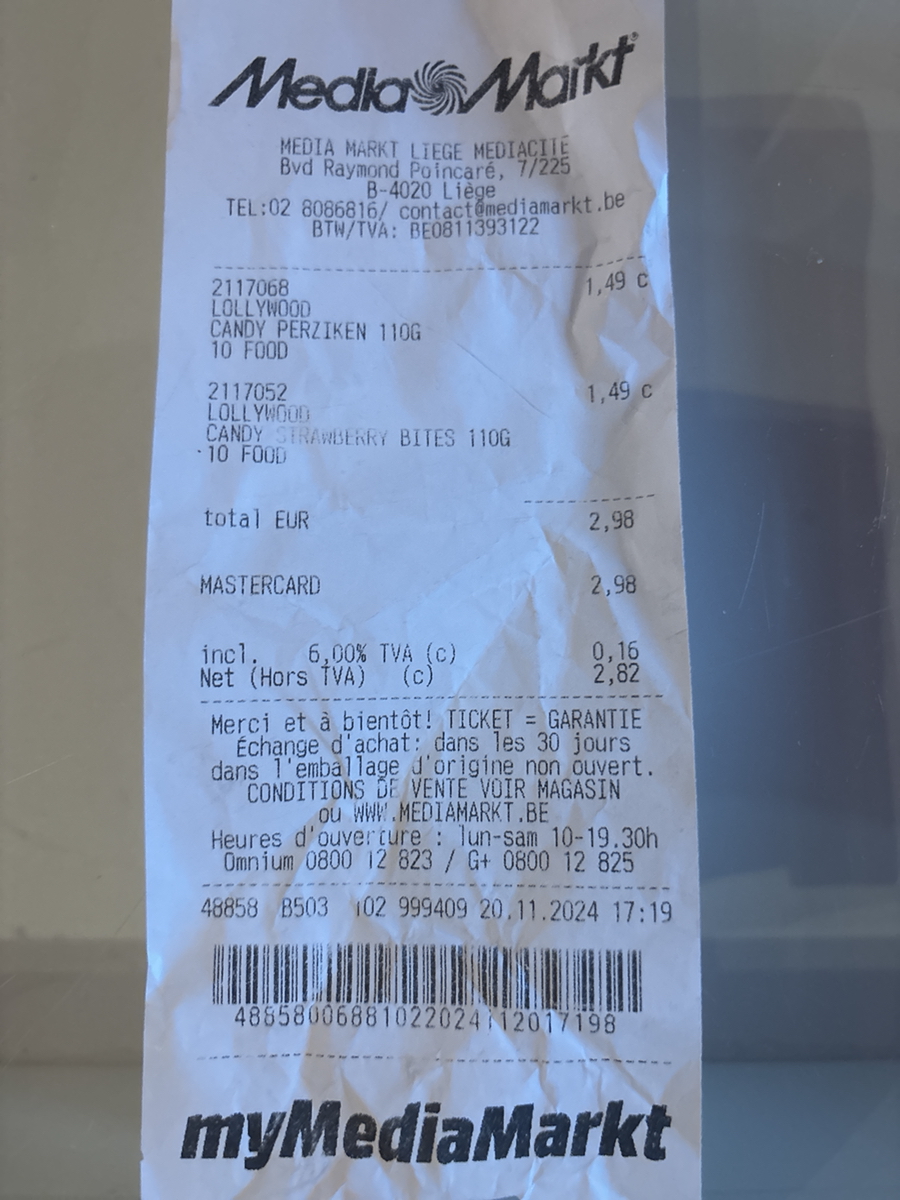 Media Markt®
MEDIA MARKT LIEGE MEDIACITE
Bvd Raymond Poincaré, 7/225
B-4020 Liège
TEL:02 8086816/ contact@mediamarkt.be
BTW/TVA: BE0811393122
2117068 1,49 c
LOLLYWOOD
CANDY PERZIKEN 110G
10 FOOD
2117052 1,49 c
LOLLYWOOD
CANDY STRAWBERRY BITES 110G
10 FOOD
total EUR 2,98
MASTERCARD 2,98
incl. 6,00% TVA (c) 0,16
Net (Hors TVA) (c) 2,82
Merci et à bientôt! TICKET = GARANTIE
Échange d'achat: dans les 30 jours
dans l'emballage d'origine non ouvert.
CONDITIONS DE VENTE VOIR MAGASIN
ou WWW.MEDIAMARKT.BE
Heures d'ouverture : lun-sam 10-19.30h
Omnium 0800 12 823 / G+ 0800 12 825
48858 B503 102 999409 20.11.2024 17:19
48858006881022024112017198
myMediaMarkt